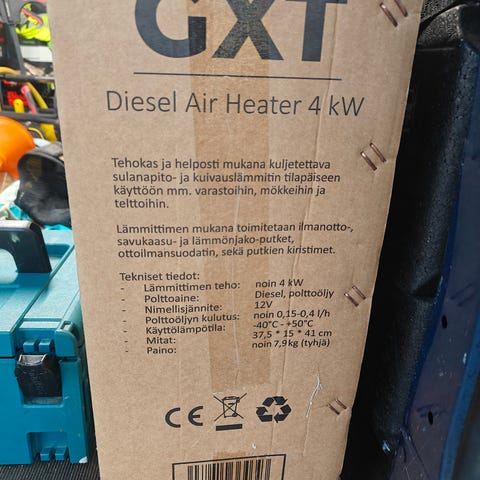 GXT
Diesel Air Heater 4 kW
Tehokas ja helposti mukana kuljetettava
sulanapito- ja kuivauslämmitin tilapäiseen
käyttöön mm. varastoihin, mökkeihin ja
telttoihin.
Lämmittimen mukana toimitetaan ilmanotto-,
savukaasu- ja lämmönjako-putket,
ottoilmansuodatin, sekä putkien kiristimet.
Tekniset tiedot:
- Lämmittimen teho: noin 4 kW
- Polttoaine: Diesel, polttoöljy
- Nimellisjännite: 12V
- Polttoöljyn kulutus: noin 0,15-0,4 l/h
- Käyttölämpötila: -40°C - +50°C
- Mitat: 37,5 * 15 * 41 cm
- Paino: noin 7,9kg (tyhjä)
CE